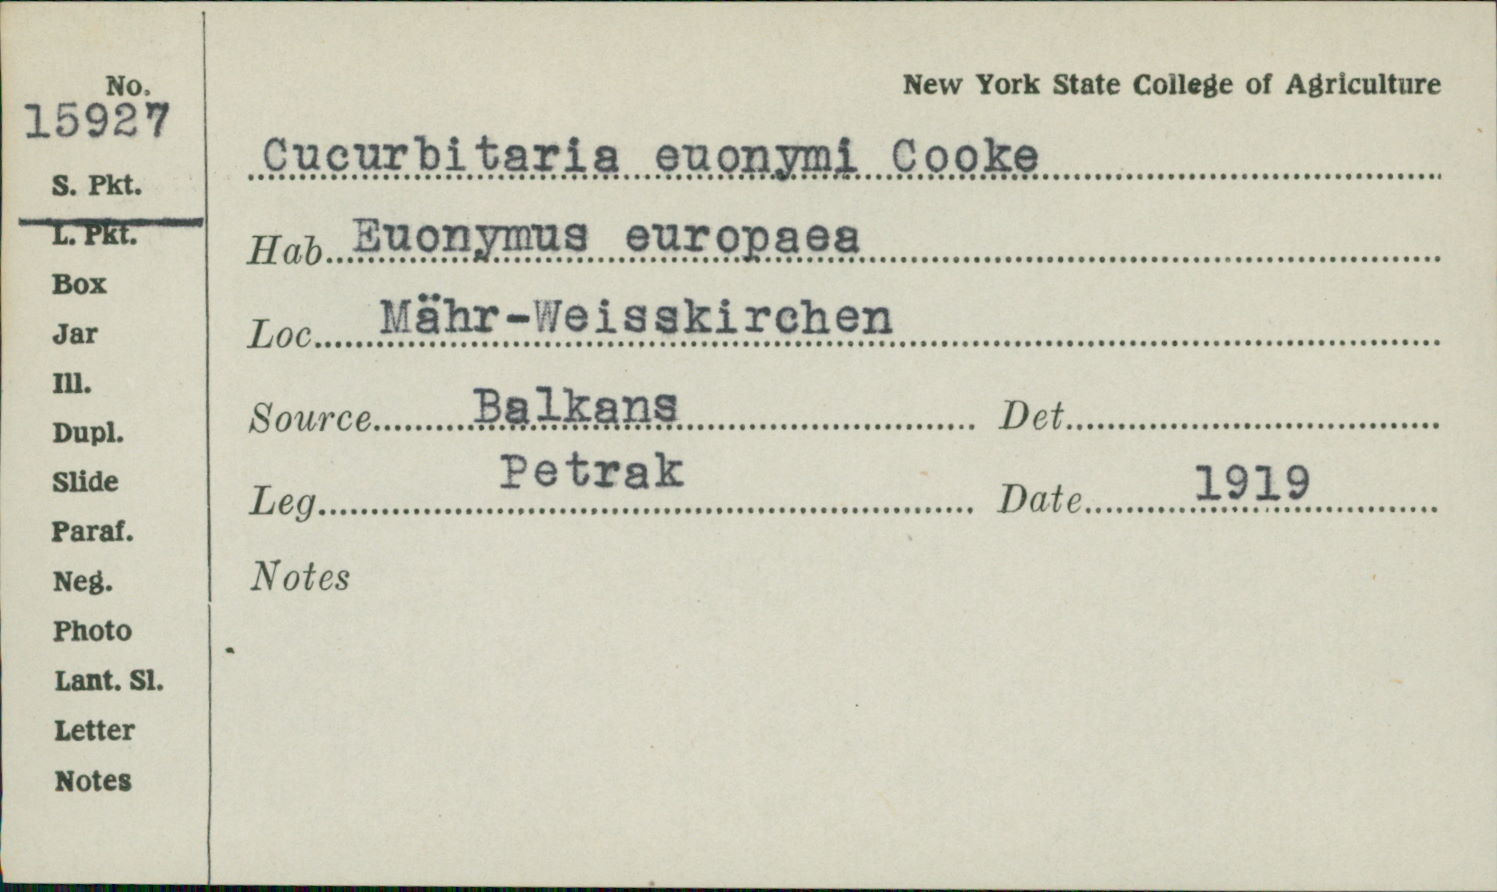 No.
15927
S. Pkt.
L. Pkt.
Box
Jar
Ill.
Dupl.
Slide
Paraf.
Neg.
Photo
Lant. Sl.
Letter
Notes
New York State College of Agriculture
Cucurbitaria euonymi Cooke
Hab. Euonymus europaea
Loc. Mähr-Weisskirchen
Source Balkans Det.
Leg. Petrak Date 1919
Notes